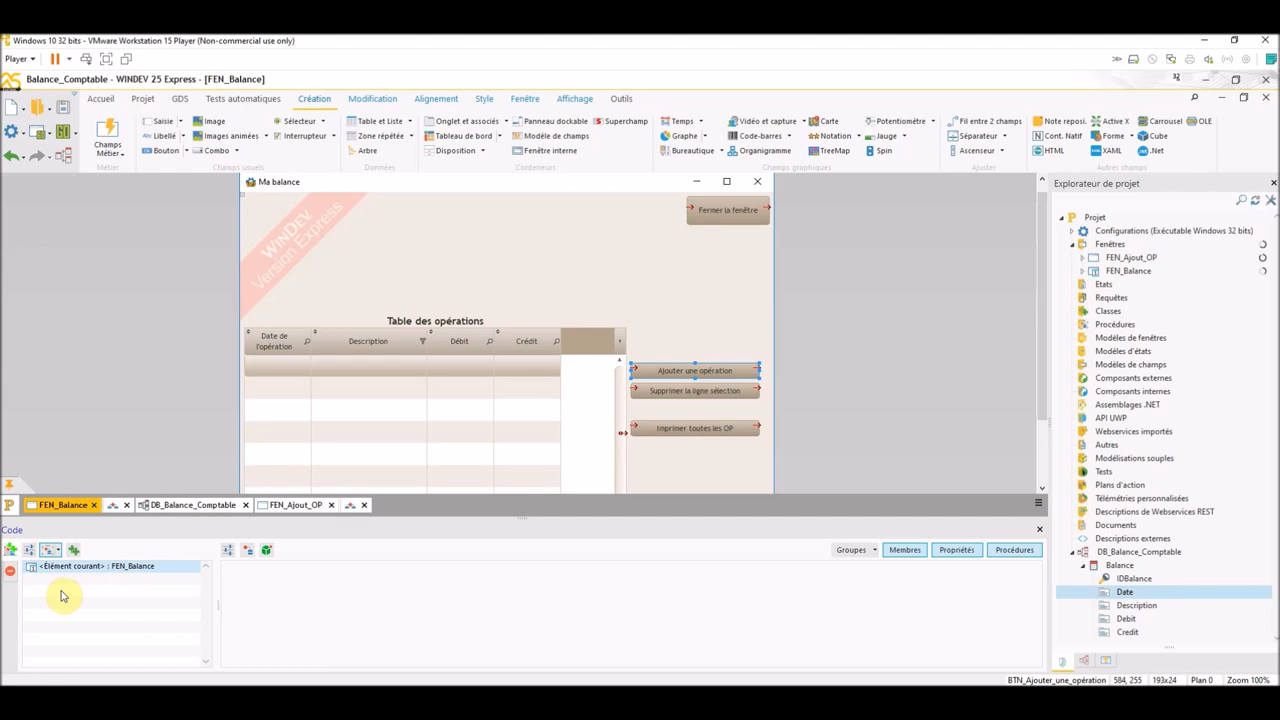 Windows 10 32 bits - VMware Workstation 15 Player (Non-commercial use only)
Player
Balance_Comptable - WINDEV 25 Express - [FEN_Balance]
32
Accueil Projet GDS Tests automatiques Création Modification Alignement Style Fenêtre Affichage Outils
Saisie Image Sélecteur Table et Liste Onglet et associés Panneau dockable Superchamp Temps Vidéo et capture Carte Potentiomètre Fill entre 2 champs Note reposi. Active X Carrousel OLE
Champs Métier
Libellé Images animées Interrupteur Zone répétée Tableau de bord Modèle de champs Graphe Code-barres Notation Jauge Séparateur Cont. Natif Forme Cube
Bouton Combo Arbre Disposition Fenêtre interne Bureautique Organigramme TreeMap Spin Ascenseur HTML XAML .Net
Métier Champs usuels Données Conteneurs Champs graphiques Ajuster Autres champs
Ma balance
Fermer la fenêtre
WINDEV
Version Express
Table des opérations
Date de l'opération Description Débit Crédit
Ajouter une opération
Supprimer la ligne sélection
Imprimer toutes les OP
Explorateur de projet
Projet
Configurations (Exécutable Windows 32 bits)
Fenêtres
FEN_Ajout_OP
FEN_Balance
Etats
Requêtes
Classes
Procédures
Modèles de fenêtres
Modèles d'états
Modèles de champs
Composants externes
Composants internes
Assemblages .NET
API UWP
Webservices importés
Autres
Modélisations souples
Tests
Plans d'action
Télémétries personnalisées
Descriptions de Webservices REST
Documents
Descriptions externes
DB_Balance_Comptable
Balance
IDBalance
Date
Description
Debit
Credit
FEN_Balance DB_Balance_Comptable FEN_Ajout_OP
Code
Groupes Membres Propriétés Procédures
<Élément courant> : FEN_Balance
BTN_Ajouter_une_opération 584, 255 193x24 Plan 0 Zoom 100%